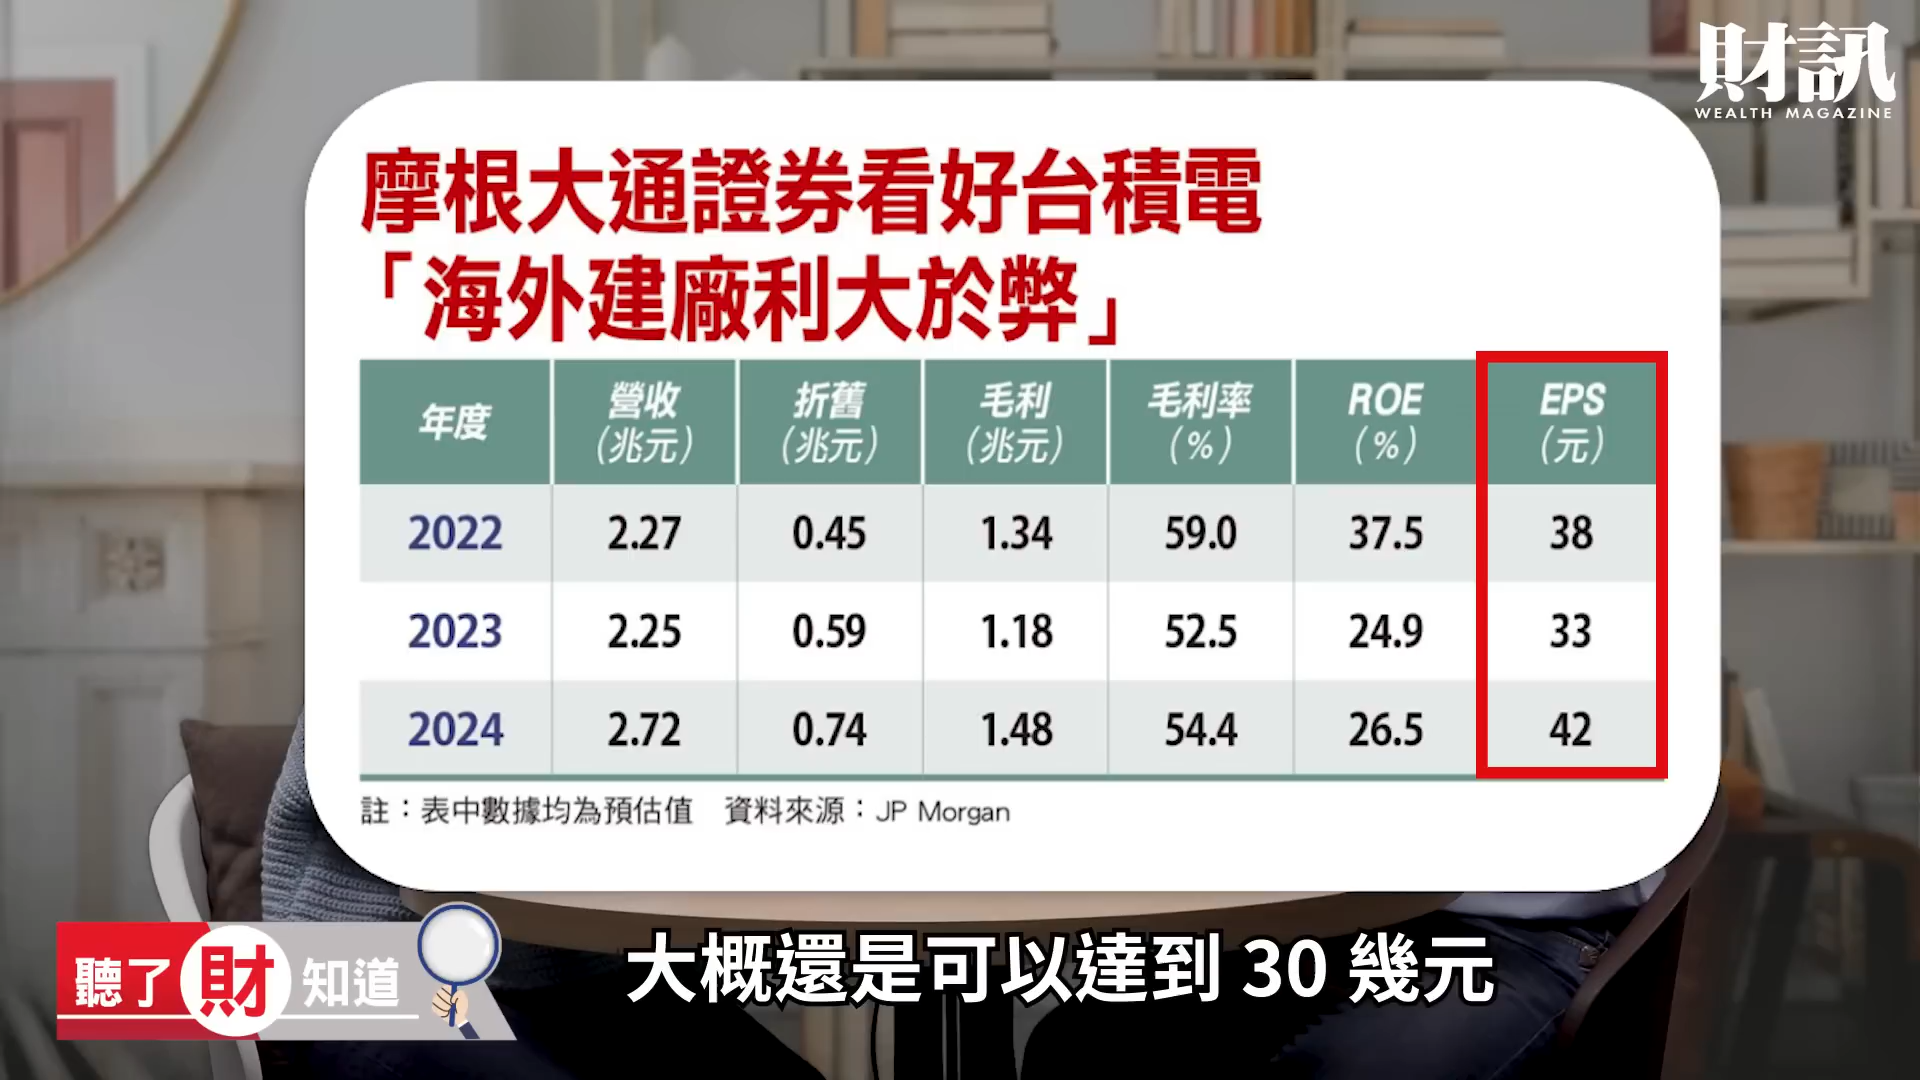 財訊
WEALTH MAGAZINE
摩根大通證券看好台積電
「海外建廠利大於弊」
年度 營收(兆元) 折舊(兆元) 毛利(兆元) 毛利率(%) ROE(%) EPS(元)
2022 2.27 0.45 1.34 59.0 37.5 38
2023 2.25 0.59 1.18 52.5 24.9 33
2024 2.72 0.74 1.48 54.4 26.5 42
註：表中數據均為預估值 資料來源：JP Morgan
聽了財知道
大概還是可以達到 30 幾元